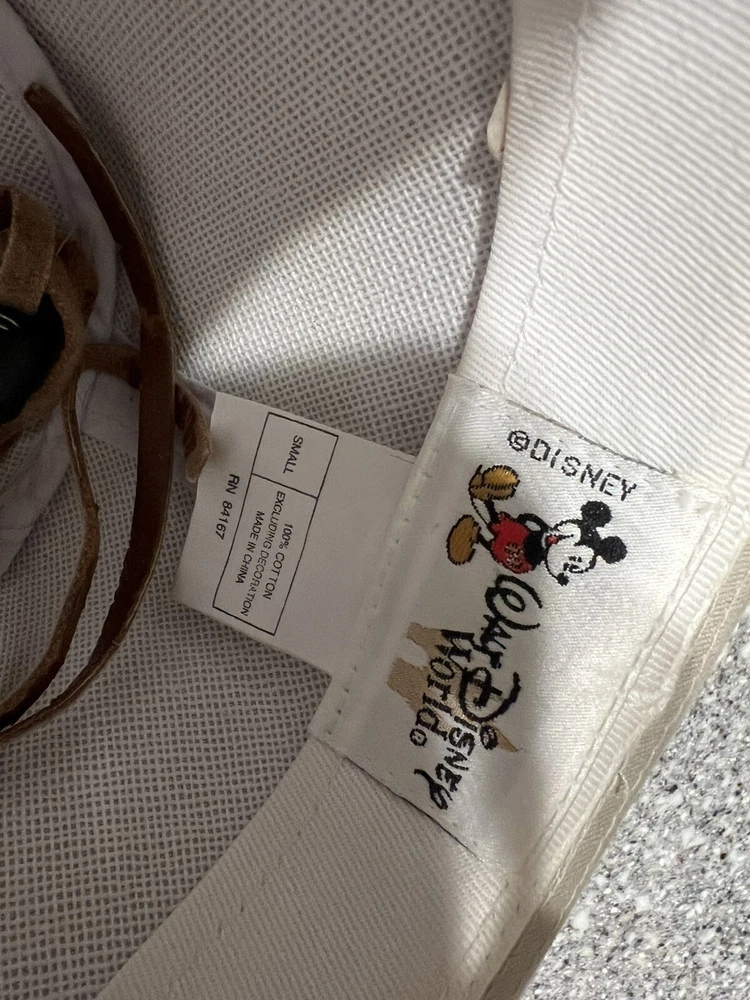 SMALL
100% COTTON
EXCLUDING DECORATION
MADE IN CHINA
RN 84167
©DISNEY
Walt Disney
World®